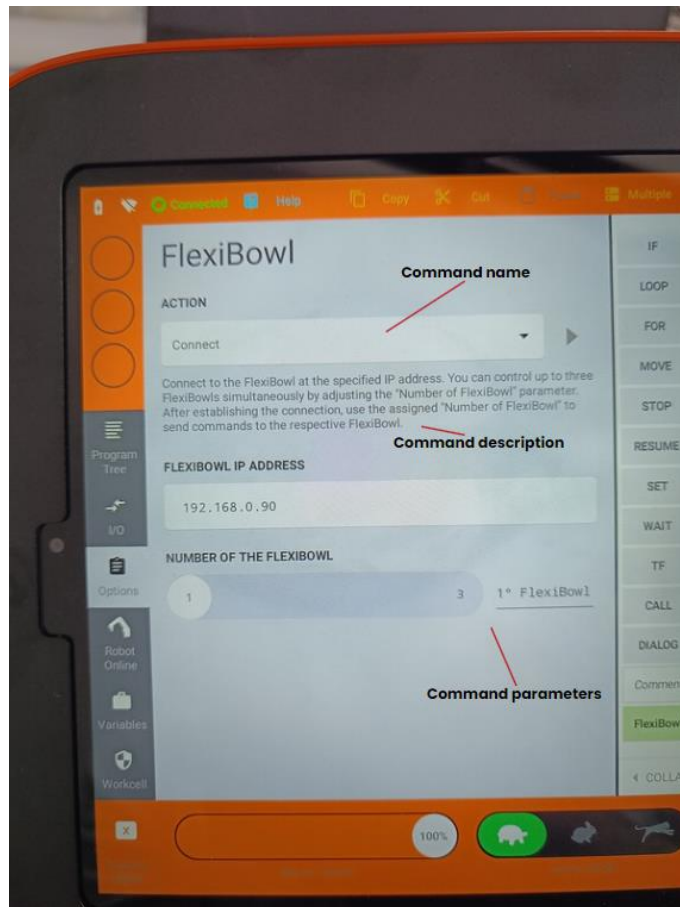 Connected
Help
Copy
Cut
Paste
Multiple
FlexiBowl
Command name
ACTION
Connect
Connect to the FlexiBowl at the specified IP address. You can control up to three
FlexiBowls simultaneously by adjusting the "Number of FlexiBowl" parameter.
After establishing the connection, use the assigned "Number of FlexiBowl" to
send commands to the respective FlexiBowl.
Command description
FLEXIBOWL IP ADDRESS
192.168.0.90
NUMBER OF THE FLEXIBOWL
1
3
1° FlexiBowl
Command parameters
Program
Tree
I/O
Options
Robot
Online
Variables
Workcell
IF
LOOP
FOR
MOVE
STOP
RESUME
SET
WAIT
TF
CALL
DIALOG
Commen
FlexiBow
COLLA
X
100%